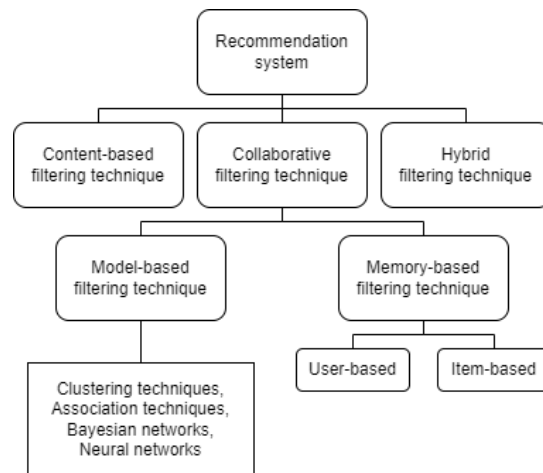 Recommendation
system
Content-based
filtering technique
Collaborative
filtering technique
Hybrid
filtering technique
Model-based
filtering technique
Memory-based
filtering technique
User-based
Item-based
Clustering techniques,
Association techniques,
Bayesian networks,
Neural networks